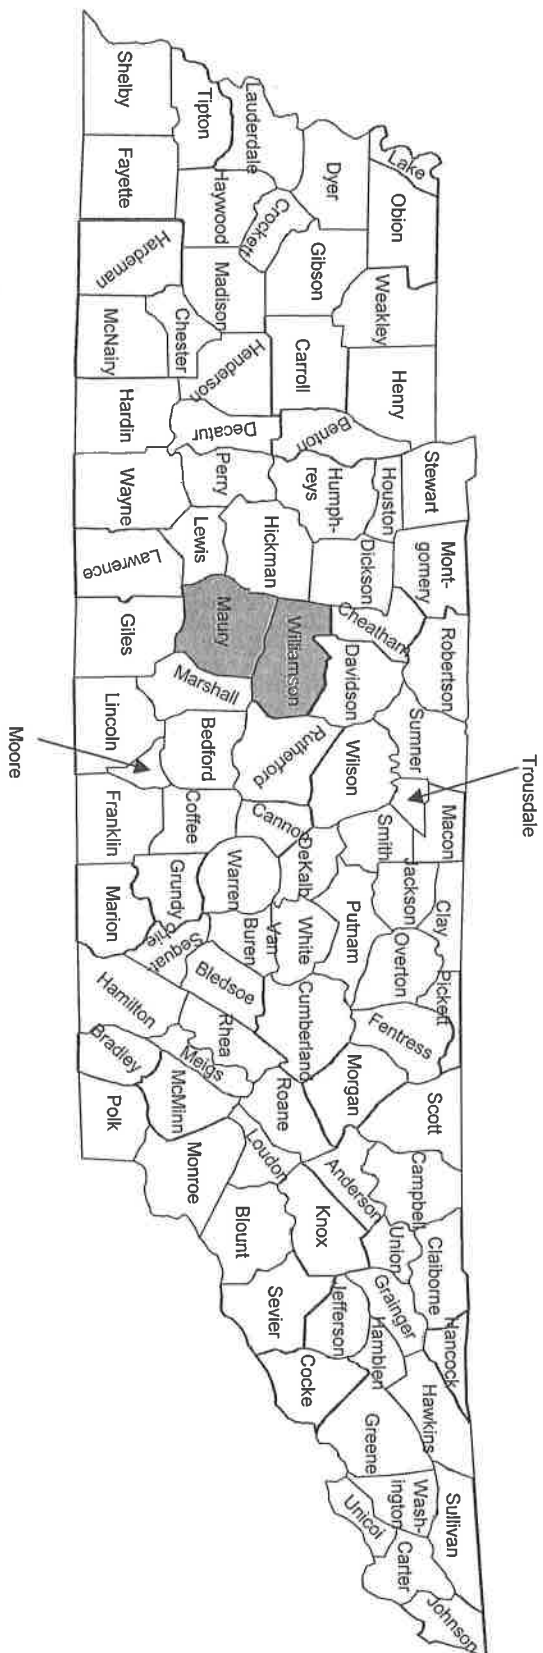 Trousdale
Lake
Obion
Weakley
Henry
Stewart
Mont-
gomery
Robertson
Sumner
Macon
Clay
Pickett
Scott
Campbell
Claiborne
Hancock
Hawkins
Sullivan
Johnson
Dyer
Gibson
Carroll
Benton
Houston
Humph-
reys
Dickson
Cheatham
Davidson
Wilson
Smith
Jackson
Overton
Fentress
Putnam
Morgan
Anderson
Union
Grainger
Hamblen
Jefferson
Greene
Wash-
ington
Unicoi
Carter
Lauderdale
Crockett
Tipton
Haywood
Madison
Henderson
Decatur
Perry
Hickman
Lewis
Maury
Williamson
Rutherford
Cannon
DeKalb
White
Van
Buren
Warren
Cumberland
Bledsoe
Rhea
Roane
Loudon
Knox
Blount
Sevier
Cocke
Shelby
Fayette
Hardeman
Chester
McNairy
Hardin
Wayne
Lawrence
Giles
Marshall
Bedford
Coffee
Grundy
Sequat-
chie
Lincoln
Franklin
Marion
Hamilton
Meigs
Bradley
McMinn
Polk
Monroe
Moore